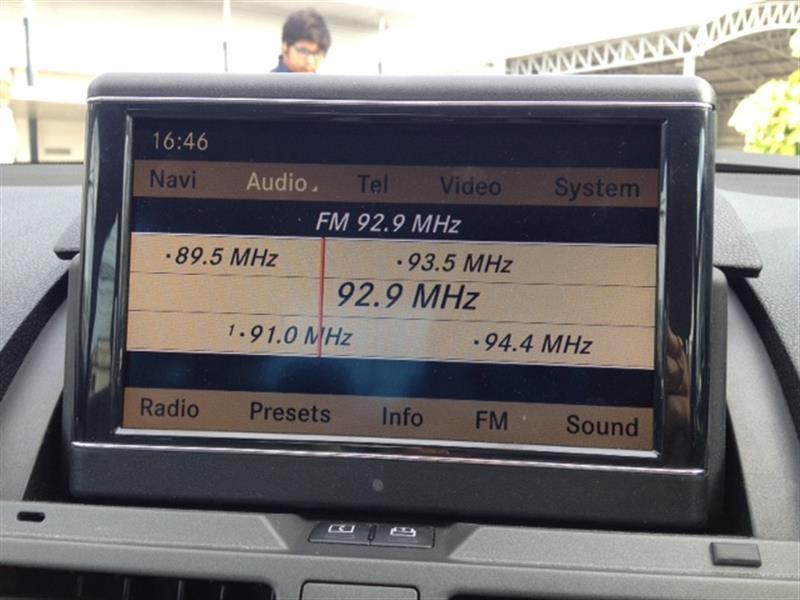 16:46
Navi Audio Tel Video System
FM 92.9 MHz
·89.5 MHz ·93.5 MHz
92.9 MHz
1·91.0 MHz ·94.4 MHz
Radio Presets Info FM Sound